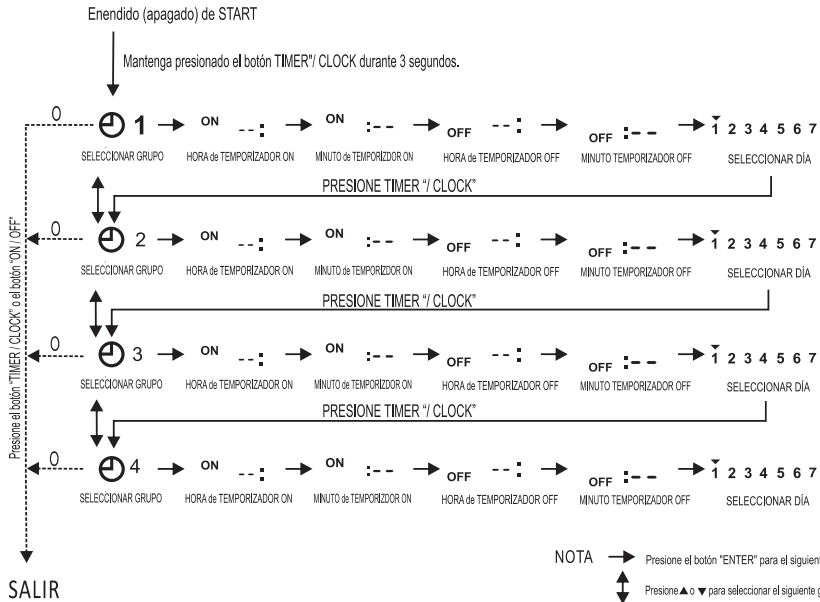 Enendido (apagado) de START
Mantenga presionado el botón TIMER"/ CLOCK durante 3 segundos.
0 1 ON --: ON :-- OFF --: OFF :-- 1 2 3 4 5 6 7
SELECCIONAR GRUPO HORA de TEMPORIZADOR ON MINUTO de TEMPORIZDOR ON HORA de TEMPORIZADOR OFF MINUTO TEMPORIZADOR OFF SELECCIONAR DÍA
PRESIONE TIMER "/ CLOCK"
0 2 ON --: ON :-- OFF --: OFF :-- 1 2 3 4 5 6 7
SELECCIONAR GRUPO HORA de TEMPORIZADOR ON MINUTO de TEMPORIZDOR ON HORA de TEMPORIZADOR OFF MINUTO TEMPORIZADOR OFF SELECCIONAR DÍA
PRESIONE TIMER "/ CLOCK"
0 3 ON --: ON :-- OFF --: OFF :-- 1 2 3 4 5 6 7
SELECCIONAR GRUPO HORA de TEMPORIZADOR ON MINUTO de TEMPORIZDOR ON HORA de TEMPORIZADOR OFF MINUTO TEMPORIZADOR OFF SELECCIONAR DÍA
PRESIONE TIMER "/ CLOCK"
0 4 ON --: ON :-- OFF --: OFF :-- 1 2 3 4 5 6 7
SELECCIONAR GRUPO HORA de TEMPORIZADOR ON MINUTO de TEMPORIZDOR ON HORA de TEMPORIZADOR OFF MINUTO TEMPORIZADOR OFF SELECCIONAR DÍA
Presione el botón "TIMER / CLOCK" o el botón "ON / OFF"
SALIR
NOTA Presione el botón "ENTER" para el siguient
Presione ▲ o ▼ para seleccionar el siguiente g